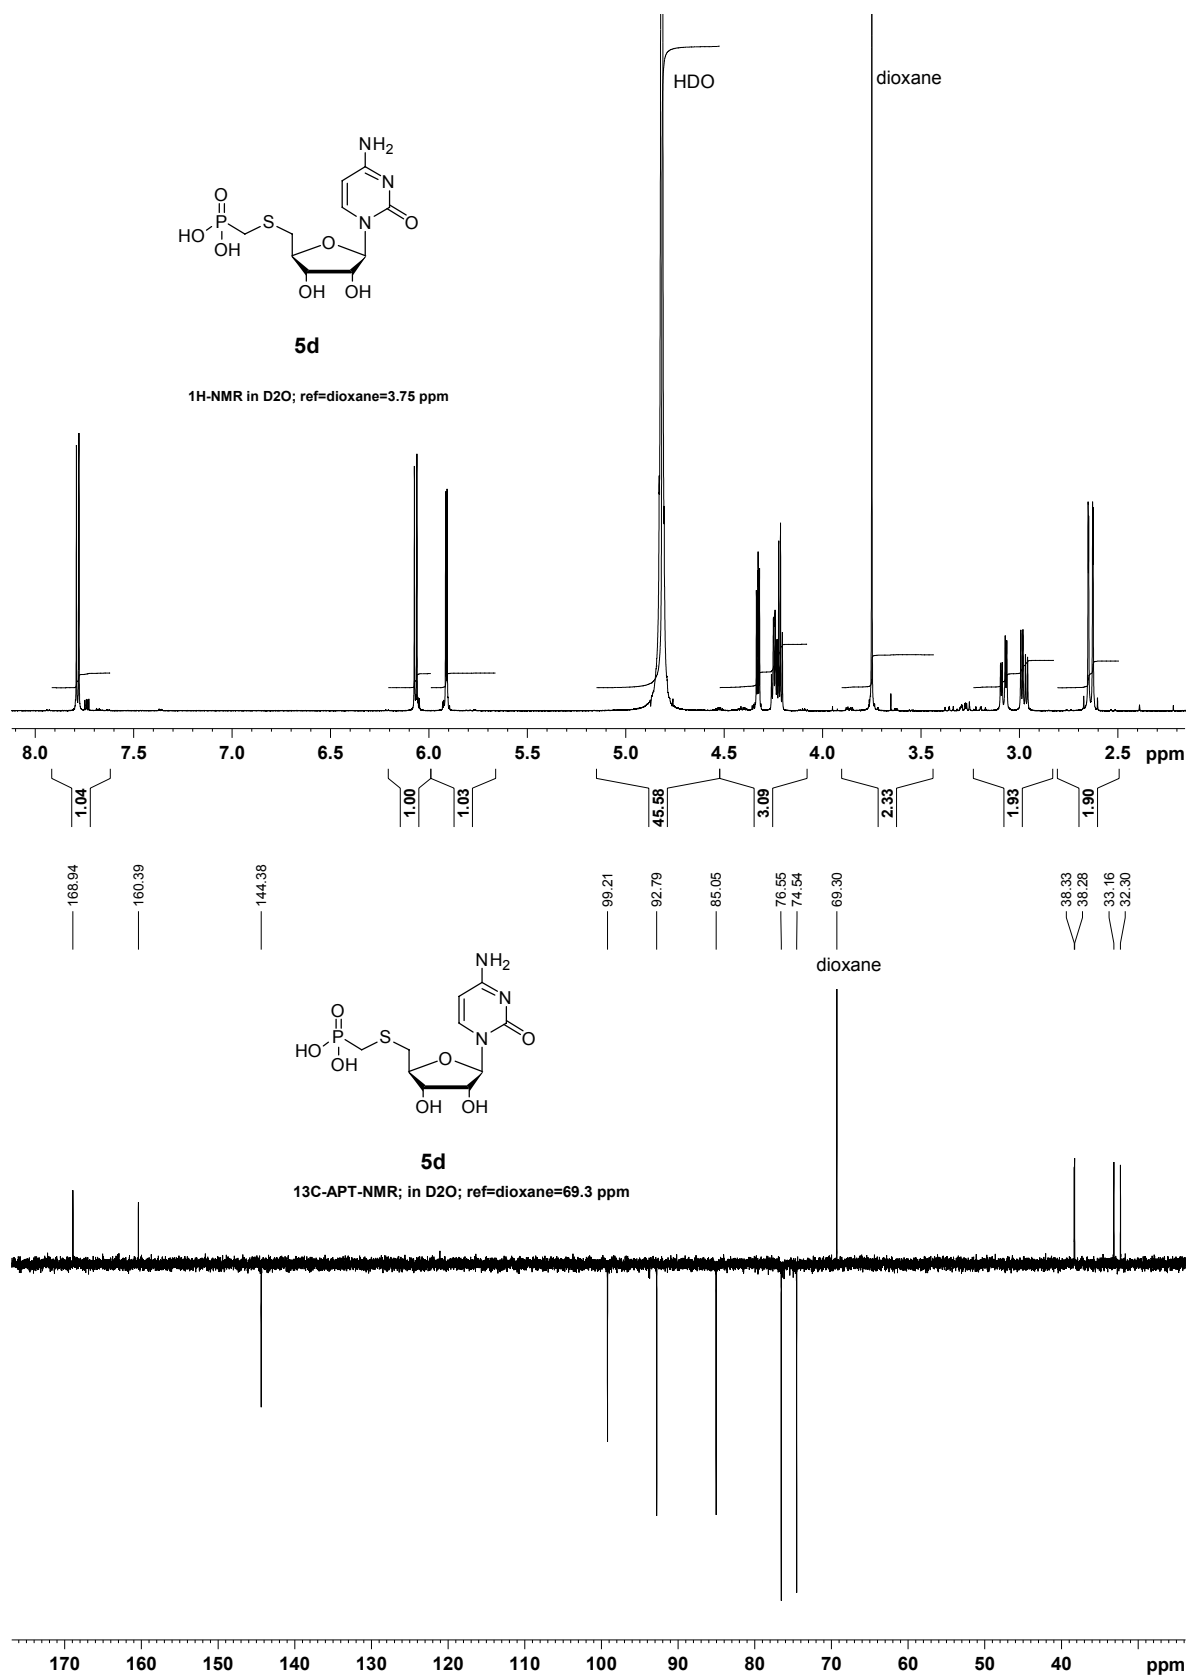 HDO
dioxane
NH2
N
N
O
O
P
HO
OH
S
O
OH OH
5d
1H-NMR in D2O; ref=dioxane=3.75 ppm
8.0 7.5 7.0 6.5 6.0 5.5 5.0 4.5 4.0 3.5 3.0 2.5 ppm
1.04 1.00 1.03 45.58 3.09 2.33 1.93 1.90
168.94 160.39 144.38 99.21 92.79 85.05 76.55 74.54 69.30 38.33 38.28 33.16 32.30
dioxane
NH2
N
N
O
O
P
HO
OH
S
O
OH OH
5d
13C-APT-NMR; in D2O; ref=dioxane=69.3 ppm
170 160 150 140 130 120 110 100 90 80 70 60 50 40 ppm